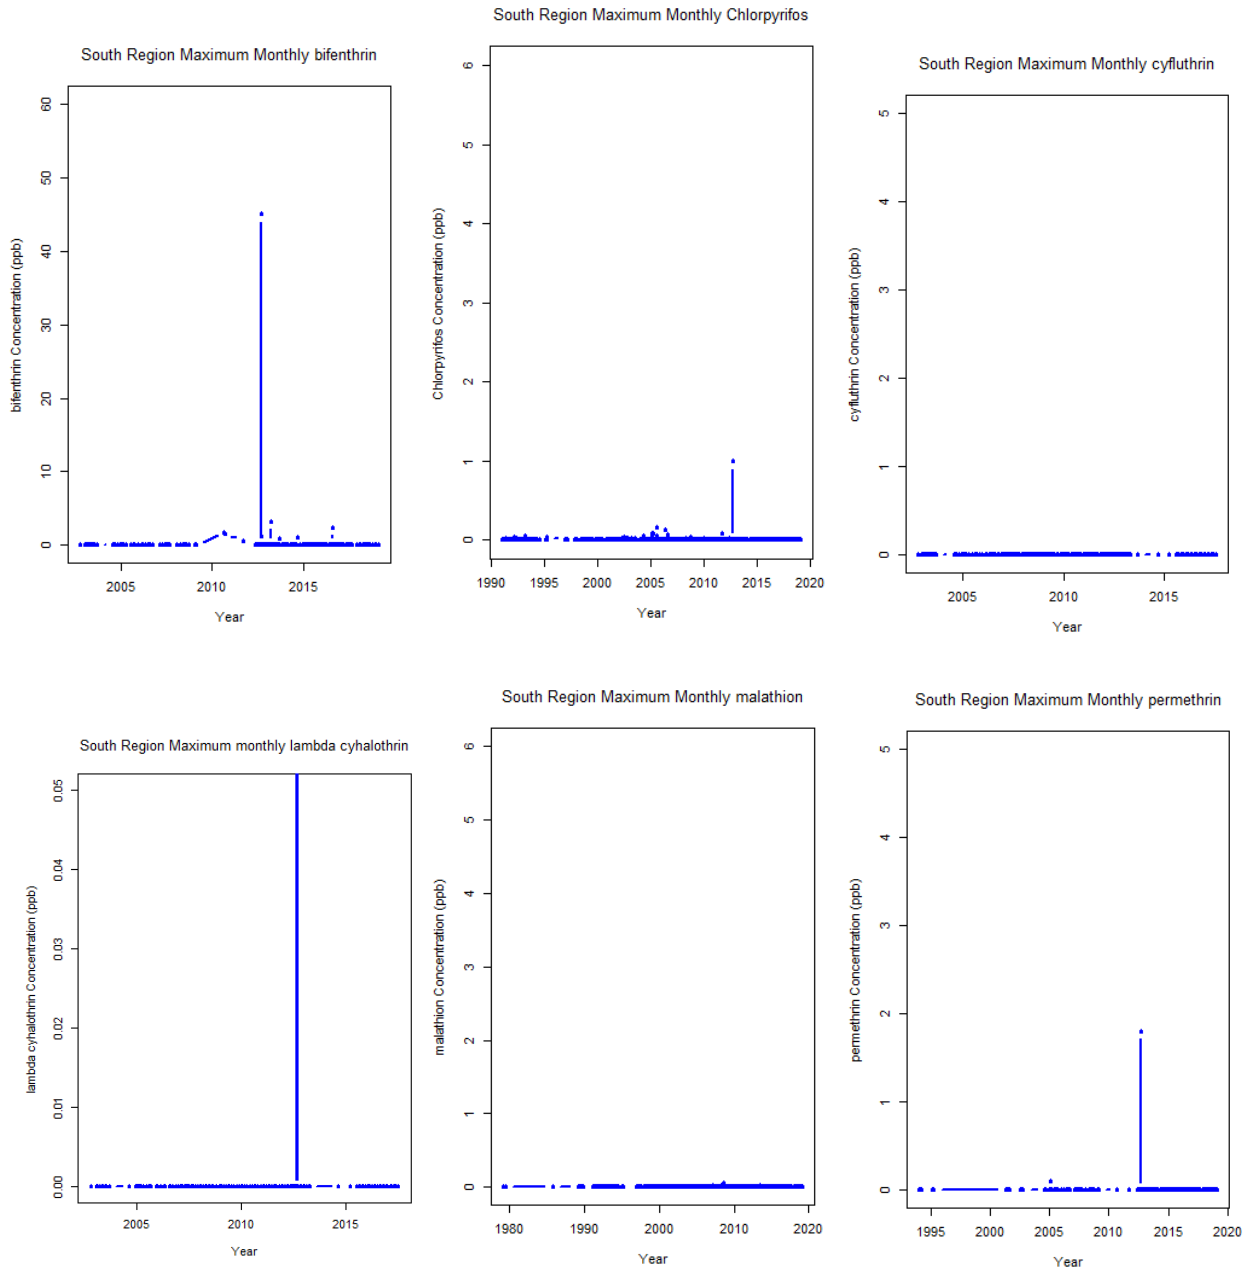 South Region Maximum Monthly bifenthrin
bifenthrin Concentration (ppb)
60
50
40
30
20
10
0
2005 2010 2015
Year
South Region Maximum Monthly Chlorpyrifos
Chlorpyrifos Concentration (ppb)
6
5
4
3
2
1
0
1990 1995 2000 2005 2010 2015 2020
Year
South Region Maximum Monthly cyfluthrin
cyfluthrin Concentration (ppb)
5
4
3
2
1
0
2005 2010 2015
Year
South Region Maximum monthly lambda cyhalothrin
lambda cyhalothrin Concentration (ppb)
0.05
0.04
0.03
0.02
0.01
0.00
2005 2010 2015
Year
South Region Maximum Monthly malathion
malathion Concentration (ppb)
6
5
4
3
2
1
0
1980 1990 2000 2010 2020
Year
South Region Maximum Monthly permethrin
permethrin Concentration (ppb)
5
4
3
2
1
0
1995 2000 2005 2010 2015 2020
Year